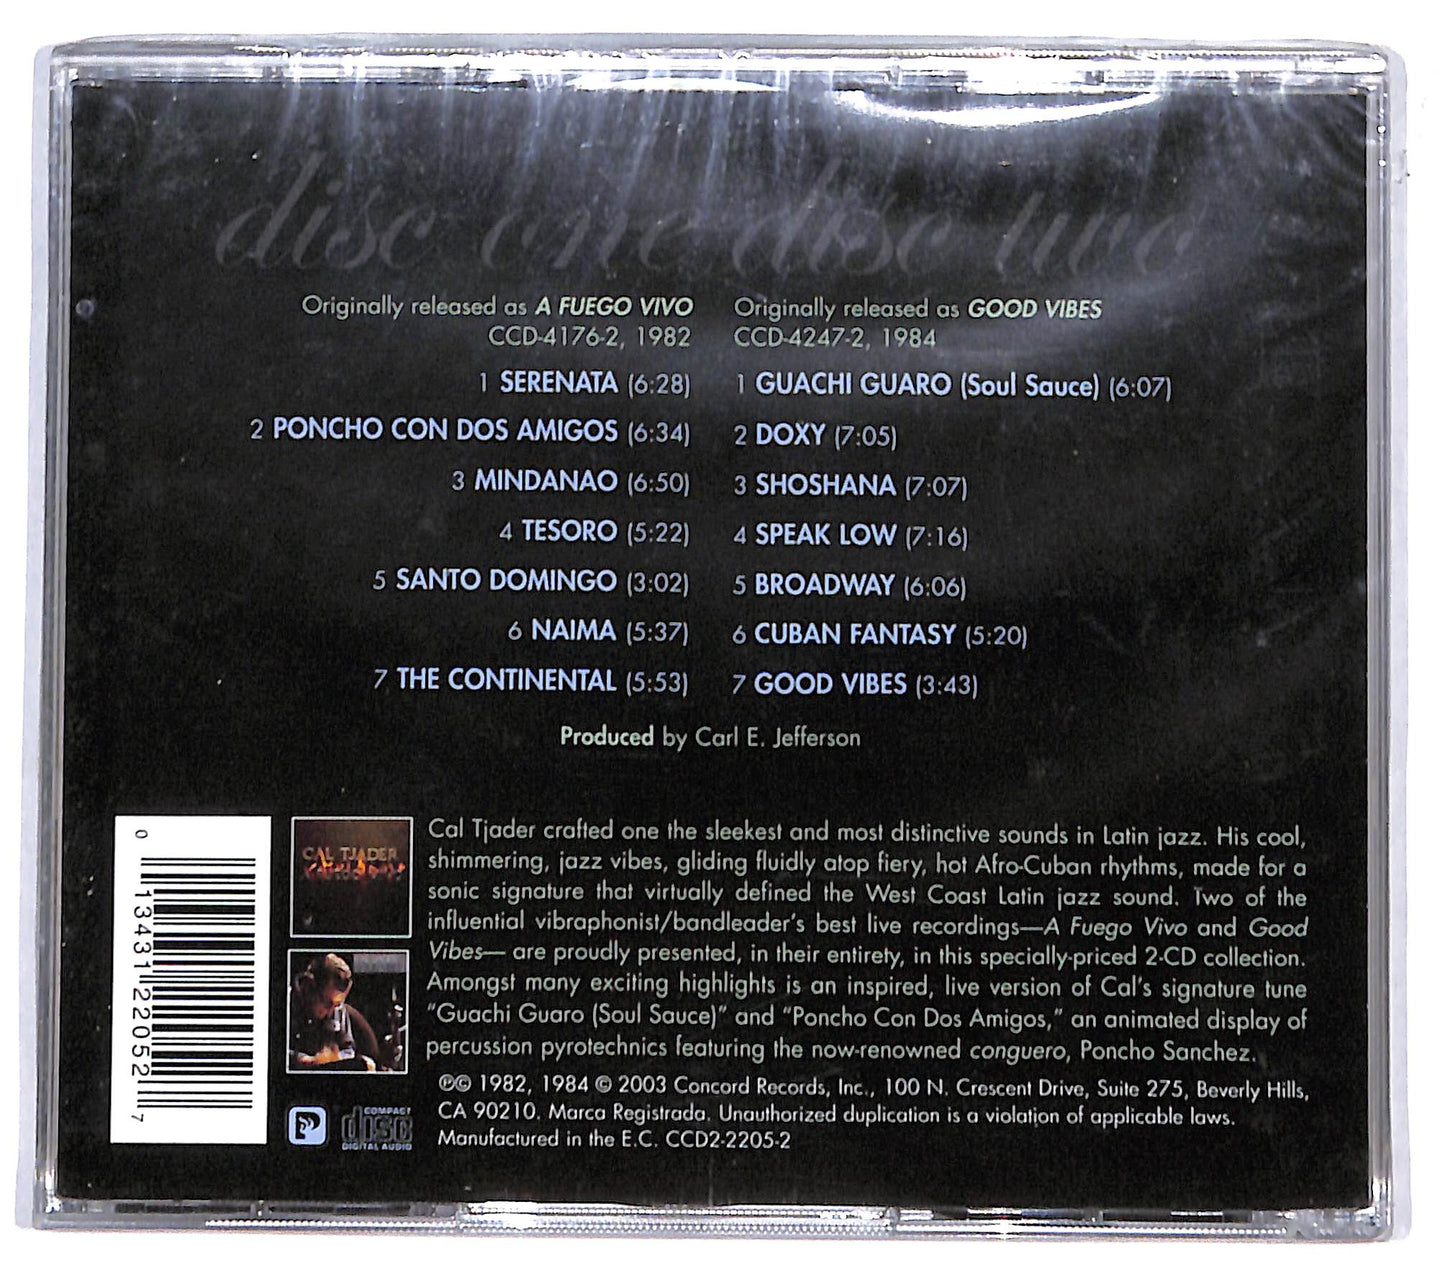 disc one
Originally released as A FUEGO VIVO
CCD-4176-2, 1982
1 SERENATA (6:28)
2 PONCHO CON DOS AMIGOS (6:34)
3 MINDANAO (6:50)
4 TESORO (5:22)
5 SANTO DOMINGO (3:02)
6 NAIMA (5:37)
7 THE CONTINENTAL (5:53)
disc two
Originally released as GOOD VIBES
CCD-4247-2, 1984
1 GUACHI GUARO (Soul Sauce) (6:07)
2 DOXY (7:05)
3 SHOSHANA (7:07)
4 SPEAK LOW (7:16)
5 BROADWAY (6:06)
6 CUBAN FANTASY (5:20)
7 GOOD VIBES (3:43)
Produced by Carl E. Jefferson
0 13431 22052 7
CAL TJADER
Cal Tjader crafted one the sleekest and most distinctive sounds in Latin jazz. His cool,
shimmering, jazz vibes, gliding fluidly atop fiery, hot Afro-Cuban rhythms, made for a
sonic signature that virtually defined the West Coast Latin jazz sound. Two of the
influential vibraphonist/bandleader's best live recordings—A Fuego Vivo and Good
Vibes— are proudly presented, in their entirety, in this specially-priced 2-CD collection.
Amongst many exciting highlights is an inspired, live version of Cal's signature tune
"Guachi Guaro (Soul Sauce)" and "Poncho Con Dos Amigos," an animated display of
percussion pyrotechnics featuring the now-renowned conguero, Poncho Sanchez.
℗© 1982, 1984 © 2003 Concord Records, Inc., 100 N. Crescent Drive, Suite 275, Beverly Hills,
CA 90210. Marca Registrada. Unauthorized duplication is a violation of applicable laws.
Manufactured in the E.C. CCD2-2205-2
P
COMPACT
disc
DIGITAL AUDIO